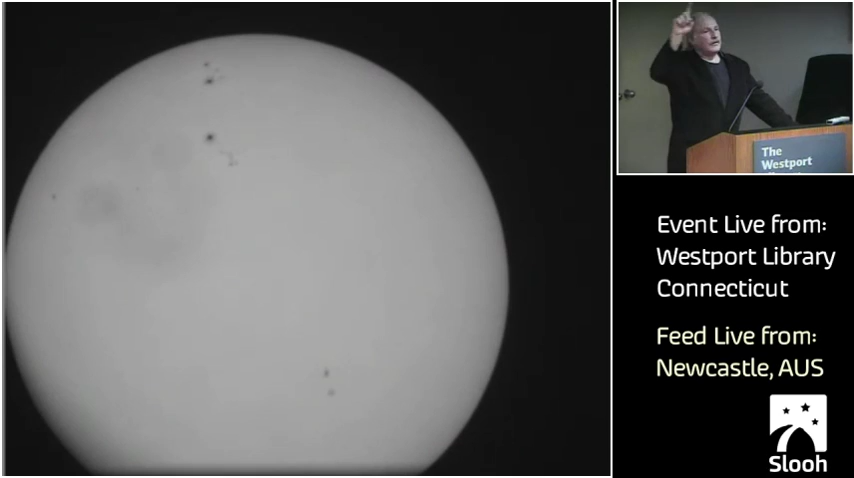 The
Westport
Event Live from:
Westport Library
Connecticut
Feed Live from:
Newcastle, AUS
Slooh